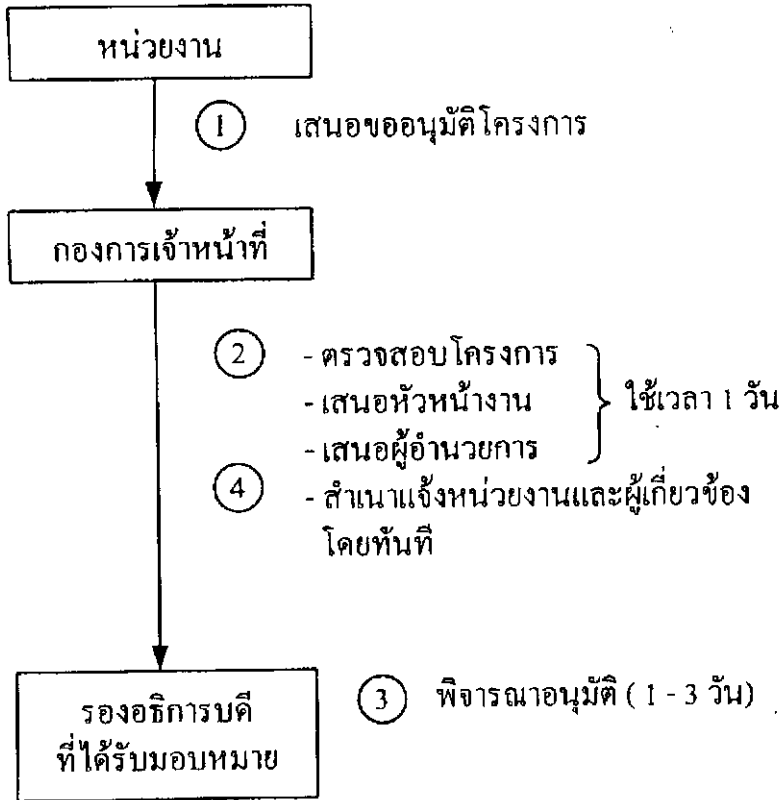 หน่วยงาน
1 เสนอขออนุมัติโครงการ
กองการเจ้าหน้าที่
2 - ตรวจสอบโครงการ
- เสนอหัวหน้างาน ใช้เวลา 1 วัน
- เสนอผู้อำนวยการ
4 - สำเนาแจ้งหน่วยงานและผู้เกี่ยวข้อง
โดยทันที
รองอธิการบดี
ที่ได้รับมอบหมาย
3 พิจารณาอนุมัติ ( 1 - 3 วัน)